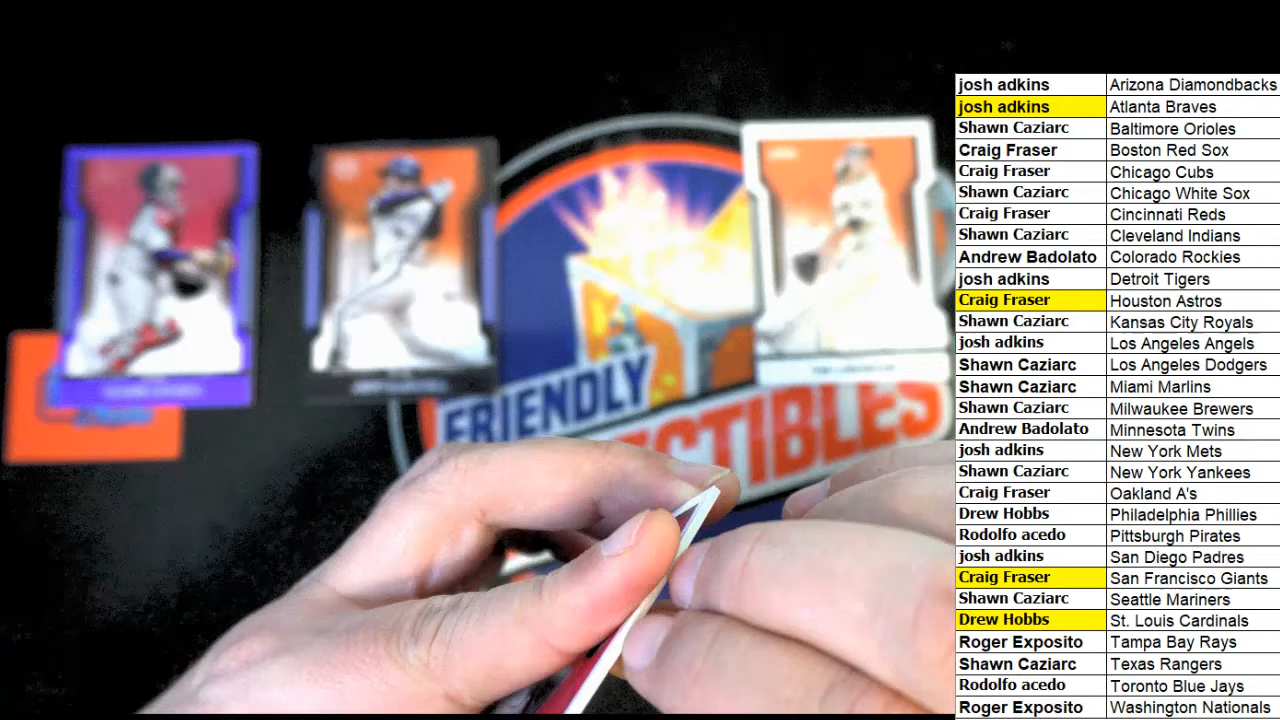 josh adkins Arizona Diamondbacks
josh adkins Atlanta Braves
Shawn Caziarc Baltimore Orioles
Craig Fraser Boston Red Sox
Craig Fraser Chicago Cubs
Shawn Caziarc Chicago White Sox
Craig Fraser Cincinnati Reds
Shawn Caziarc Cleveland Indians
Andrew Badolato Colorado Rockies
josh adkins Detroit Tigers
Craig Fraser Houston Astros
Shawn Caziarc Kansas City Royals
josh adkins Los Angeles Angels
Shawn Caziarc Los Angeles Dodgers
Shawn Caziarc Miami Marlins
Shawn Caziarc Milwaukee Brewers
Andrew Badolato Minnesota Twins
josh adkins New York Mets
Shawn Caziarc New York Yankees
Craig Fraser Oakland A's
Drew Hobbs Philadelphia Phillies
Rodolfo acedo Pittsburgh Pirates
josh adkins San Diego Padres
Craig Fraser San Francisco Giants
Shawn Caziarc Seattle Mariners
Drew Hobbs St. Louis Cardinals
Roger Exposito Tampa Bay Rays
Shawn Caziarc Texas Rangers
Rodolfo acedo Toronto Blue Jays
Roger Exposito Washington Nationals
FRIENDLY
ECTIBLES